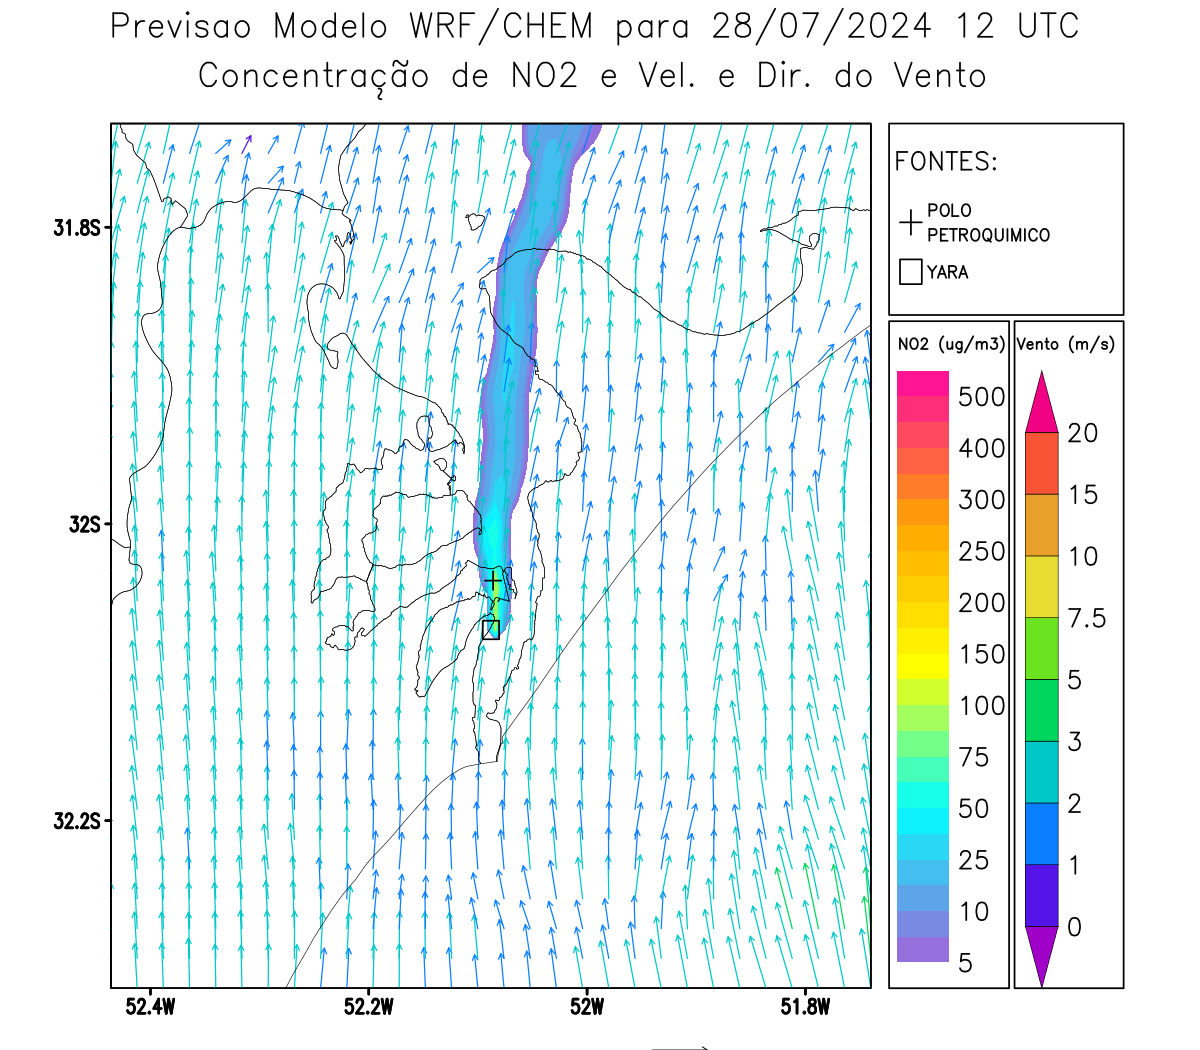 Previsao Modelo WRF/CHEM para 28/07/2024 12 UTC
Concentração de NO2 e Vel. e Dir. do Vento
FONTES:
POLO
PETROQUIMICO
YARA
NO2 (ug/m3)
500
400
300
250
200
150
100
75
50
25
10
5
Vento (m/s)
20
15
10
7.5
5
3
2
1
0
31.8S
32S
32.2S
52.4W
52.2W
52W
51.8W